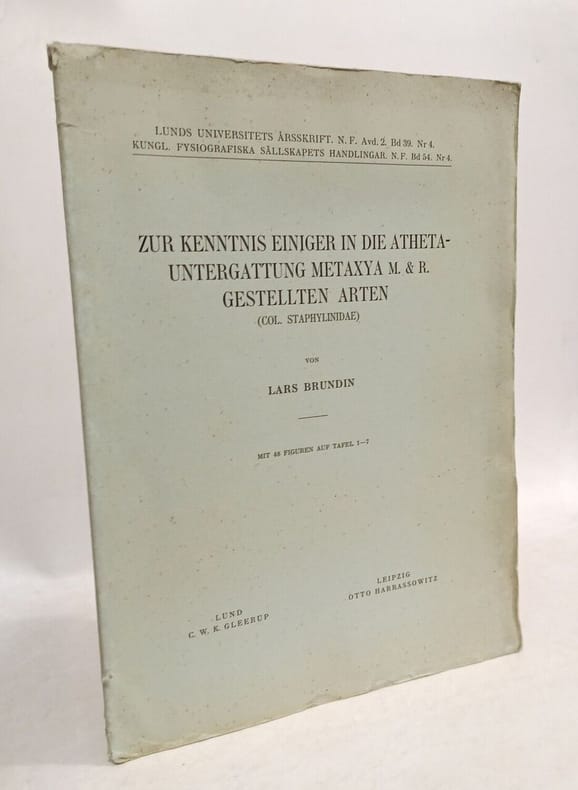 LUNDS UNIVERSITETS ÅRSSKRIFT. N. F. Avd. 2. Bd 39. Nr 4.
KUNGL. FYSIOGRAFISKA SÄLLSKAPETS HANDLINGAR. N. F. Bd 54. Nr 4.
ZUR KENNTNIS EINIGER IN DIE ATHETA-
UNTERGATTUNG METAXYA M. & R.
GESTELLTEN ARTEN
(COL. STAPHYLINIDAE)
VON
LARS BRUNDIN
MIT 48 FIGUREN AUF TAFEL 1—7
LUND
C. W. K. GLEERUP
LEIPZIG
OTTO HARRASSOWITZ